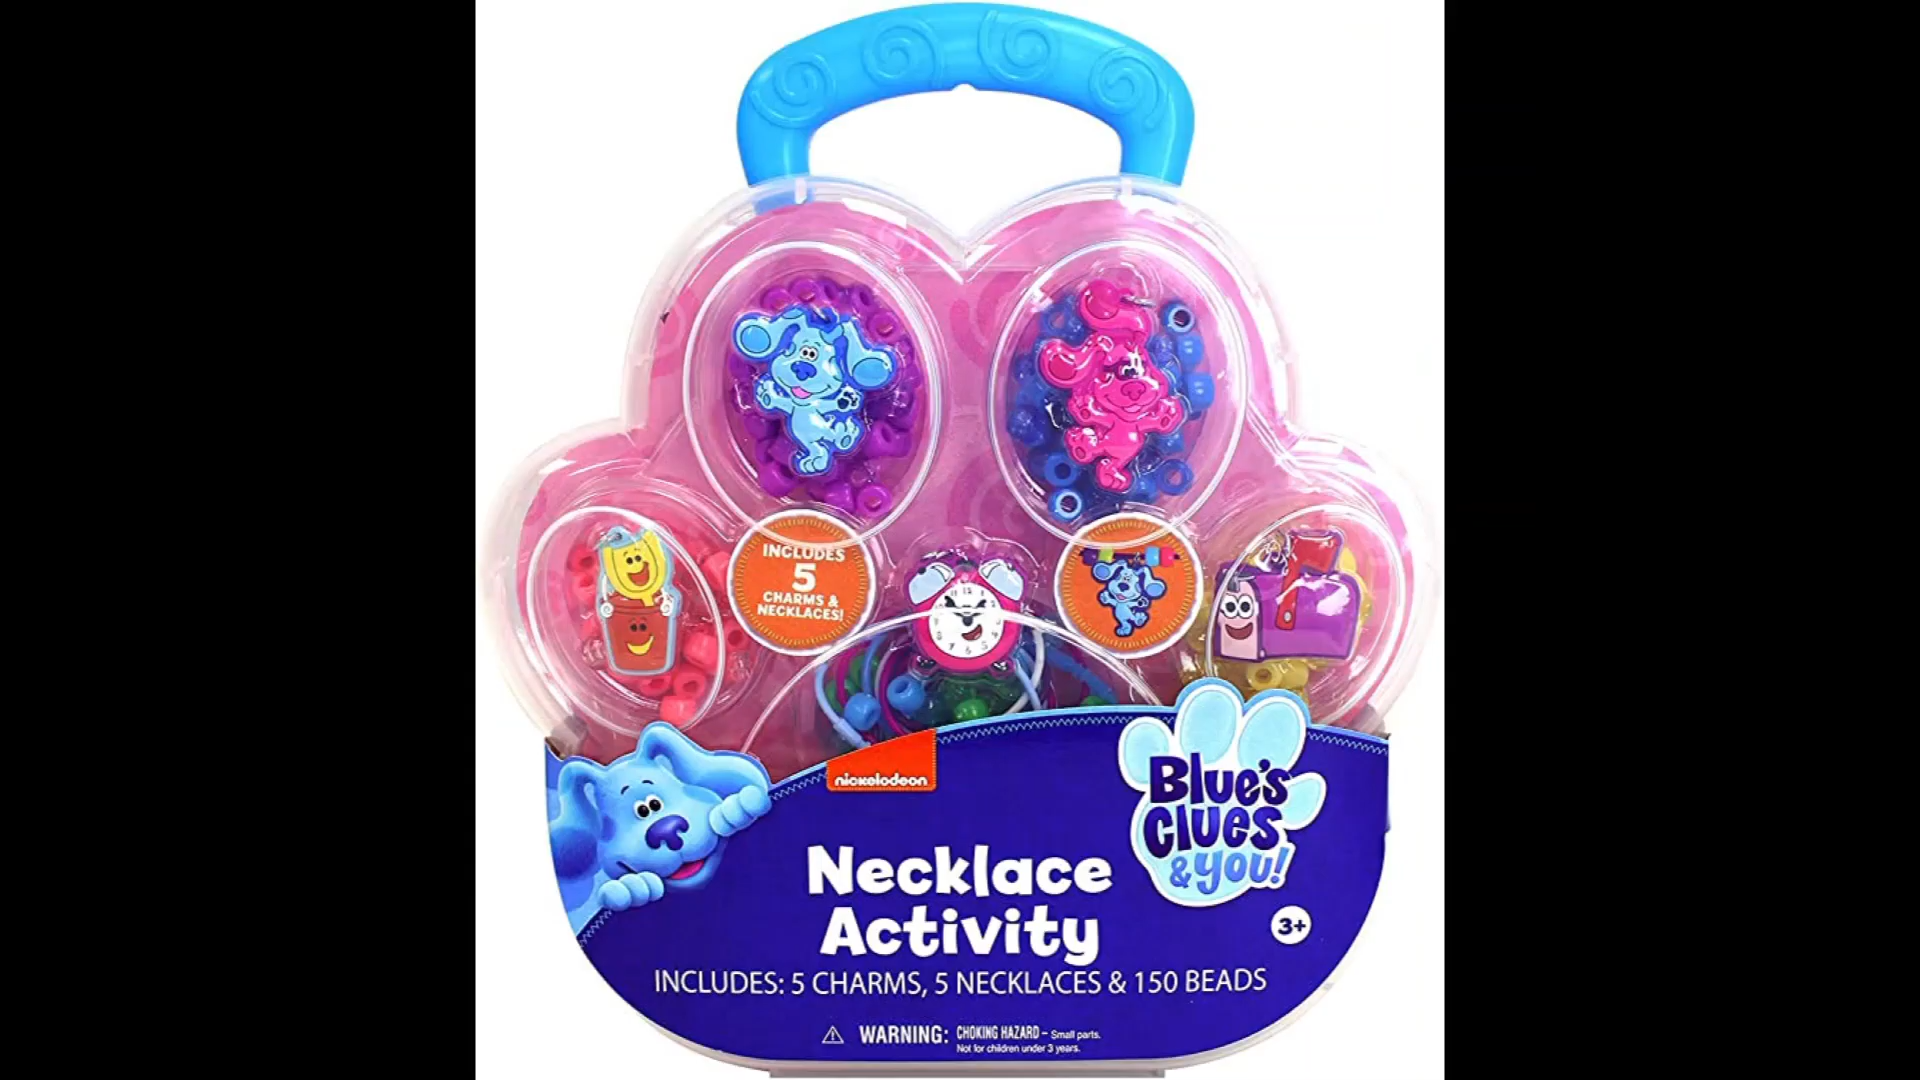 INCLUDES
5
CHARMS &
NECKLACES!
nickelodeon
BLUE'S
CLUES
& YOU!
Necklace
Activity
3+
INCLUDES: 5 CHARMS, 5 NECKLACES & 150 BEADS
WARNING: CHOKING HAZARD – Small parts.
Not for children under 3 years.